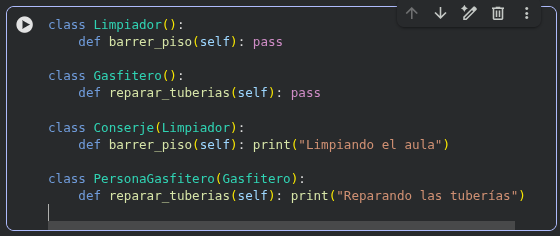 class Limpiador():
    def barrer_piso(self): pass
class Gasfitero():
    def reparar_tuberias(self): pass
class Conserje(Limpiador):
    def barrer_piso(self): print("Limpiando el aula")
class PersonaGasfitero(Gasfitero):
    def reparar_tuberias(self): print("Reparando las tuberías")